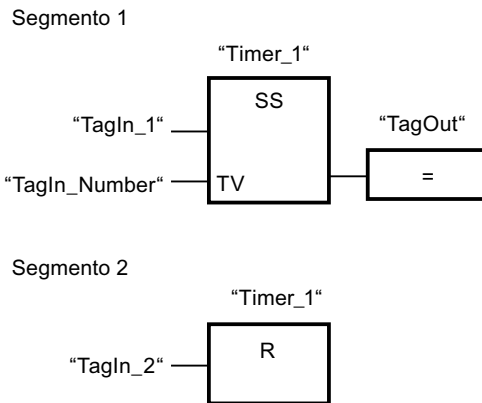 Segmento 1
“Timer_1“
SS
“TagIn_1“
“TagOut“
“TagIn_Number“
TV
=
Segmento 2
“Timer_1“
R
“TagIn_2“